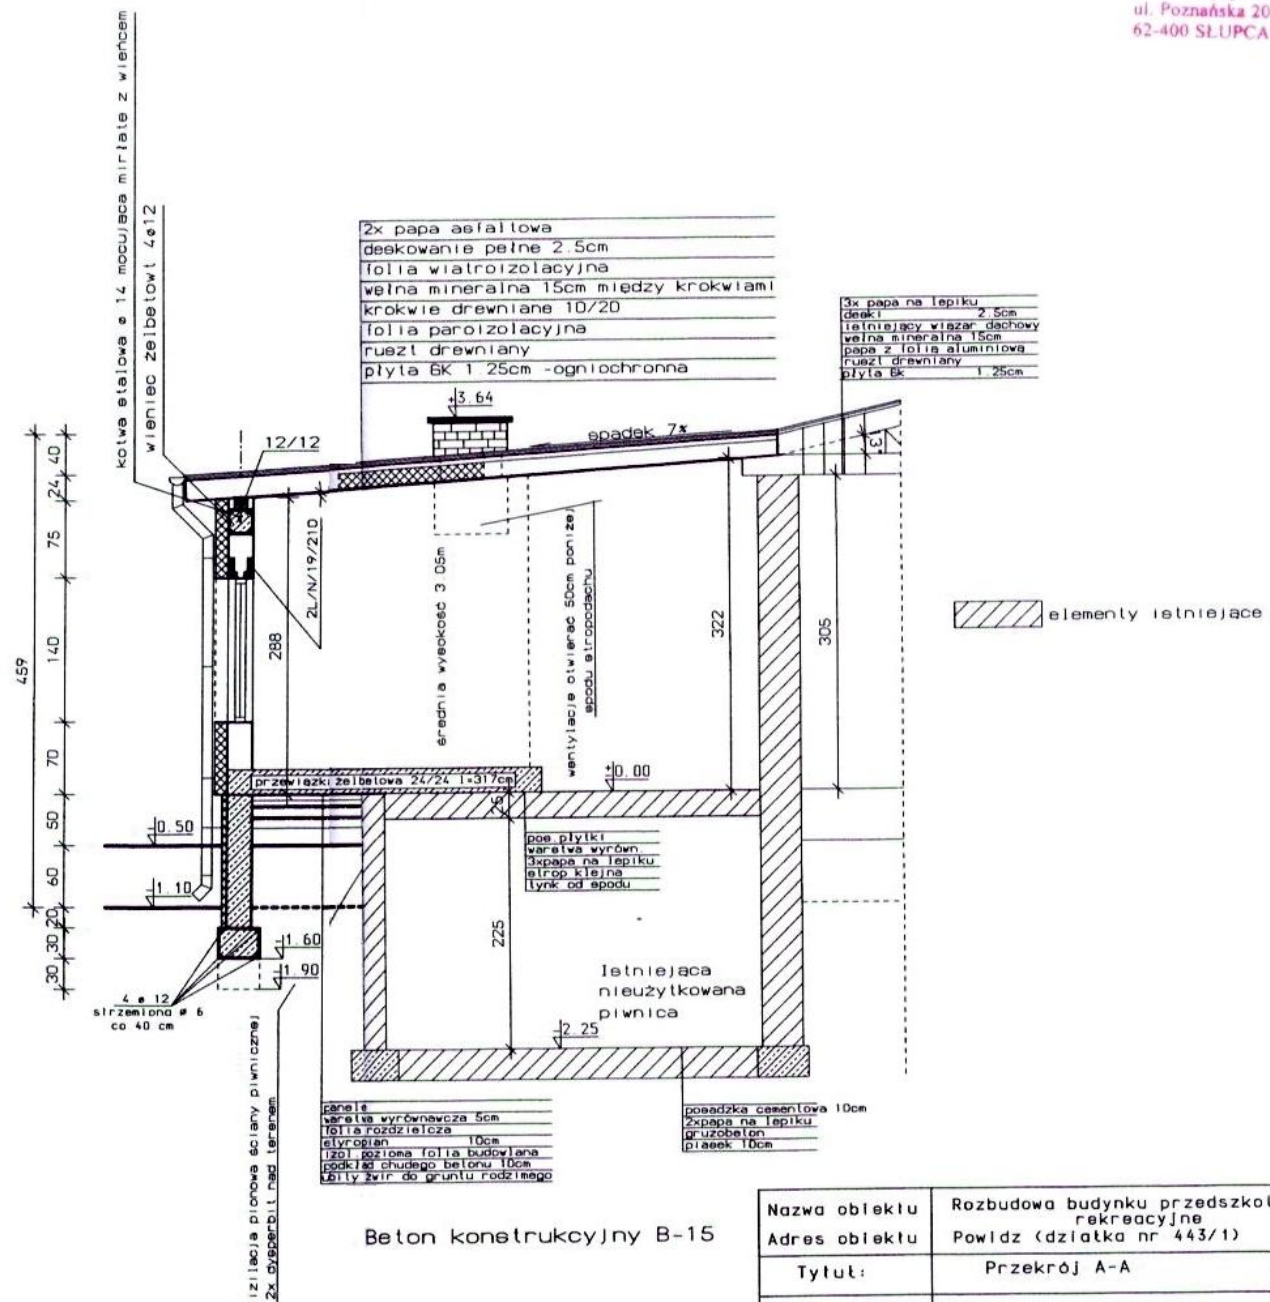 ul. Poznańska 20
62-400 SŁUPCA
kotwa stalowa ø 14 mocująca mirłatę z wieńcem
wieniec żelbetowt 4ø12
2x papa asfaltowa
deskowanie pełne 2.5cm
folia wiatroizolacyjna
wełna mineralna 15cm między krokwiami
krokwie drewniane 10/20
folia paroizolacyjna
ruszt drewniany
płyta GK 1.25cm -ogniochronna
3x papa na lepiku
deski 2.5cm
istniejący wiązar dachowy
wełna mineralna 15cm
papa z folią aluminiową
ruszt drewniany
płyta Gk 1.25cm
+3.64
spadek 7%
3°
12/12
40
24
75
140
70
50
60
20
30
30
459
2L/N/19/210
288
średnia wysokość 3.05m
wentylację otwierać 50cm poniżej
spodu stropodachu
322
305
elementy istniejące
przewiązki żelbetowa 24/24 l=317cm
+0.00
25
0.50
1.10
1.60
1.90
pos.płytki
warstwa wyrówn.
3xpapa na lepiku
strop kleina
tynk od spodu
225
Istniejąca
nieużytkowana
piwnica
2.25
4 ø 12
strzemiona ø 6
co 40 cm
izilacja pionowa ściany piwnicznej
2x dysperbit nad terenem
panele
warstwa wyrównawcza 5cm
folia rozdzielcza
styropian 10cm
izol.pozioma folia budowlana
podkład chudego betonu 10cm
ubity żwir do gruntu rodzimego
posadzka cementowa 10cm
2xpapa na lepiku
gruzobeton
piasek 10cm
Beton konstrukcyjny B-15
Nazwa obiektu
Rozbudowa budynku przedszkol
rekreacyjne
Adres obiektu
Powidz (działka nr 443/1)
Tytuł:
Przekrój A-A